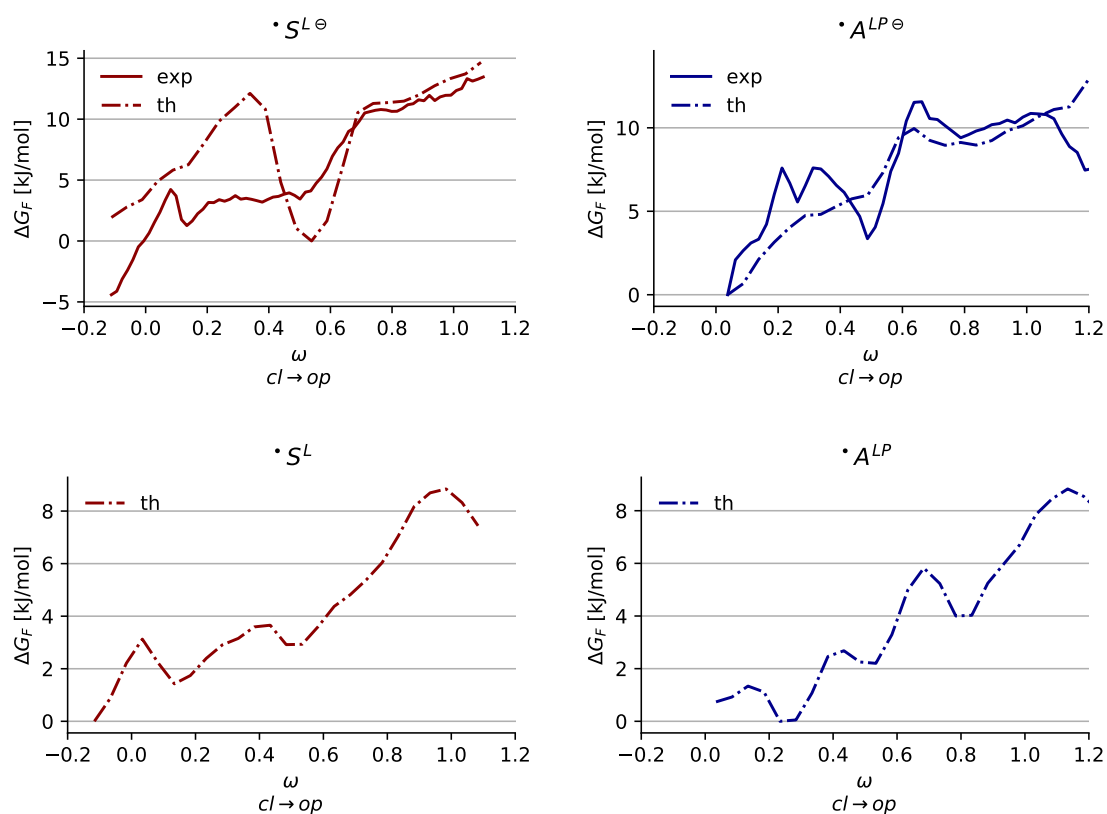 • S^{L⊖}
15
10
5
0
−5
ΔG_F [kJ/mol]
exp
th
−0.2 0.0 0.2 0.4 0.6 0.8 1.0 1.2
ω
cl → op
• A^{LP⊖}
10
5
0
ΔG_F [kJ/mol]
exp
th
−0.2 0.0 0.2 0.4 0.6 0.8 1.0 1.2
ω
cl → op
• S^L
8
6
4
2
0
ΔG_F [kJ/mol]
th
−0.2 0.0 0.2 0.4 0.6 0.8 1.0 1.2
ω
cl → op
• A^{LP}
8
6
4
2
0
ΔG_F [kJ/mol]
th
−0.2 0.0 0.2 0.4 0.6 0.8 1.0 1.2
ω
cl → op